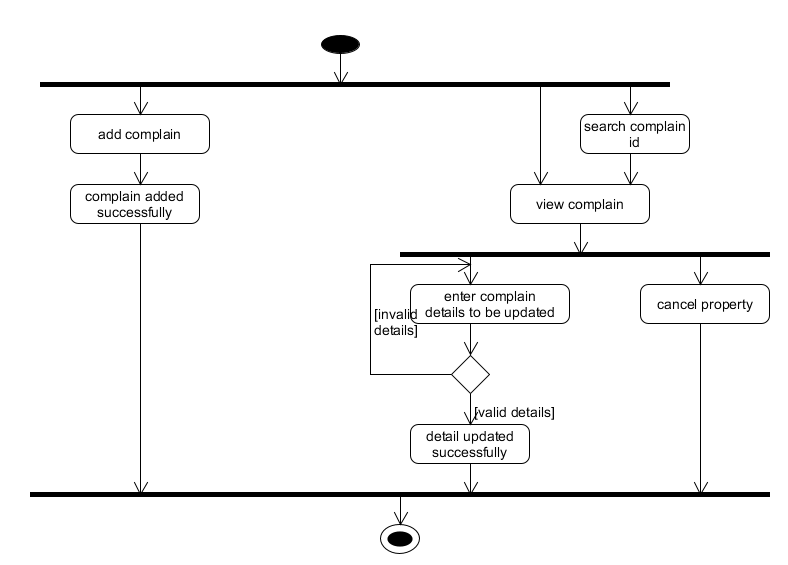 add complain
search complain
id
complain added
successfully
view complain
enter complain
details to be updated
cancel property
[invalid
details]
[valid details]
detail updated
successfully